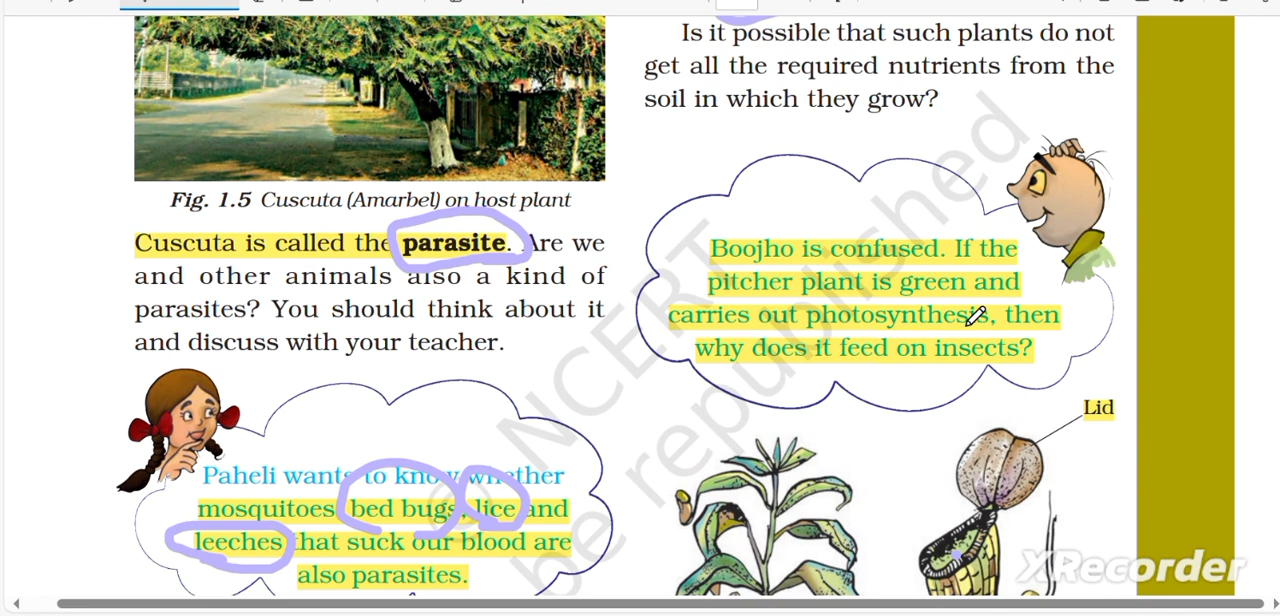 Fig. 1.5 Cuscuta (Amarbel) on host plant
Cuscuta is called the parasite. Are we
and other animals also a kind of
parasites? You should think about it
and discuss with your teacher.
Paheli wants to know whether
mosquitoes, bed bugs, lice and
leeches that suck our blood are
also parasites.
Is it possible that such plants do not
get all the required nutrients from the
soil in which they grow?
Boojho is confused. If the
pitcher plant is green and
carries out photosynthesis, then
why does it feed on insects?
Lid
© NCERT
be republished
XRecorder